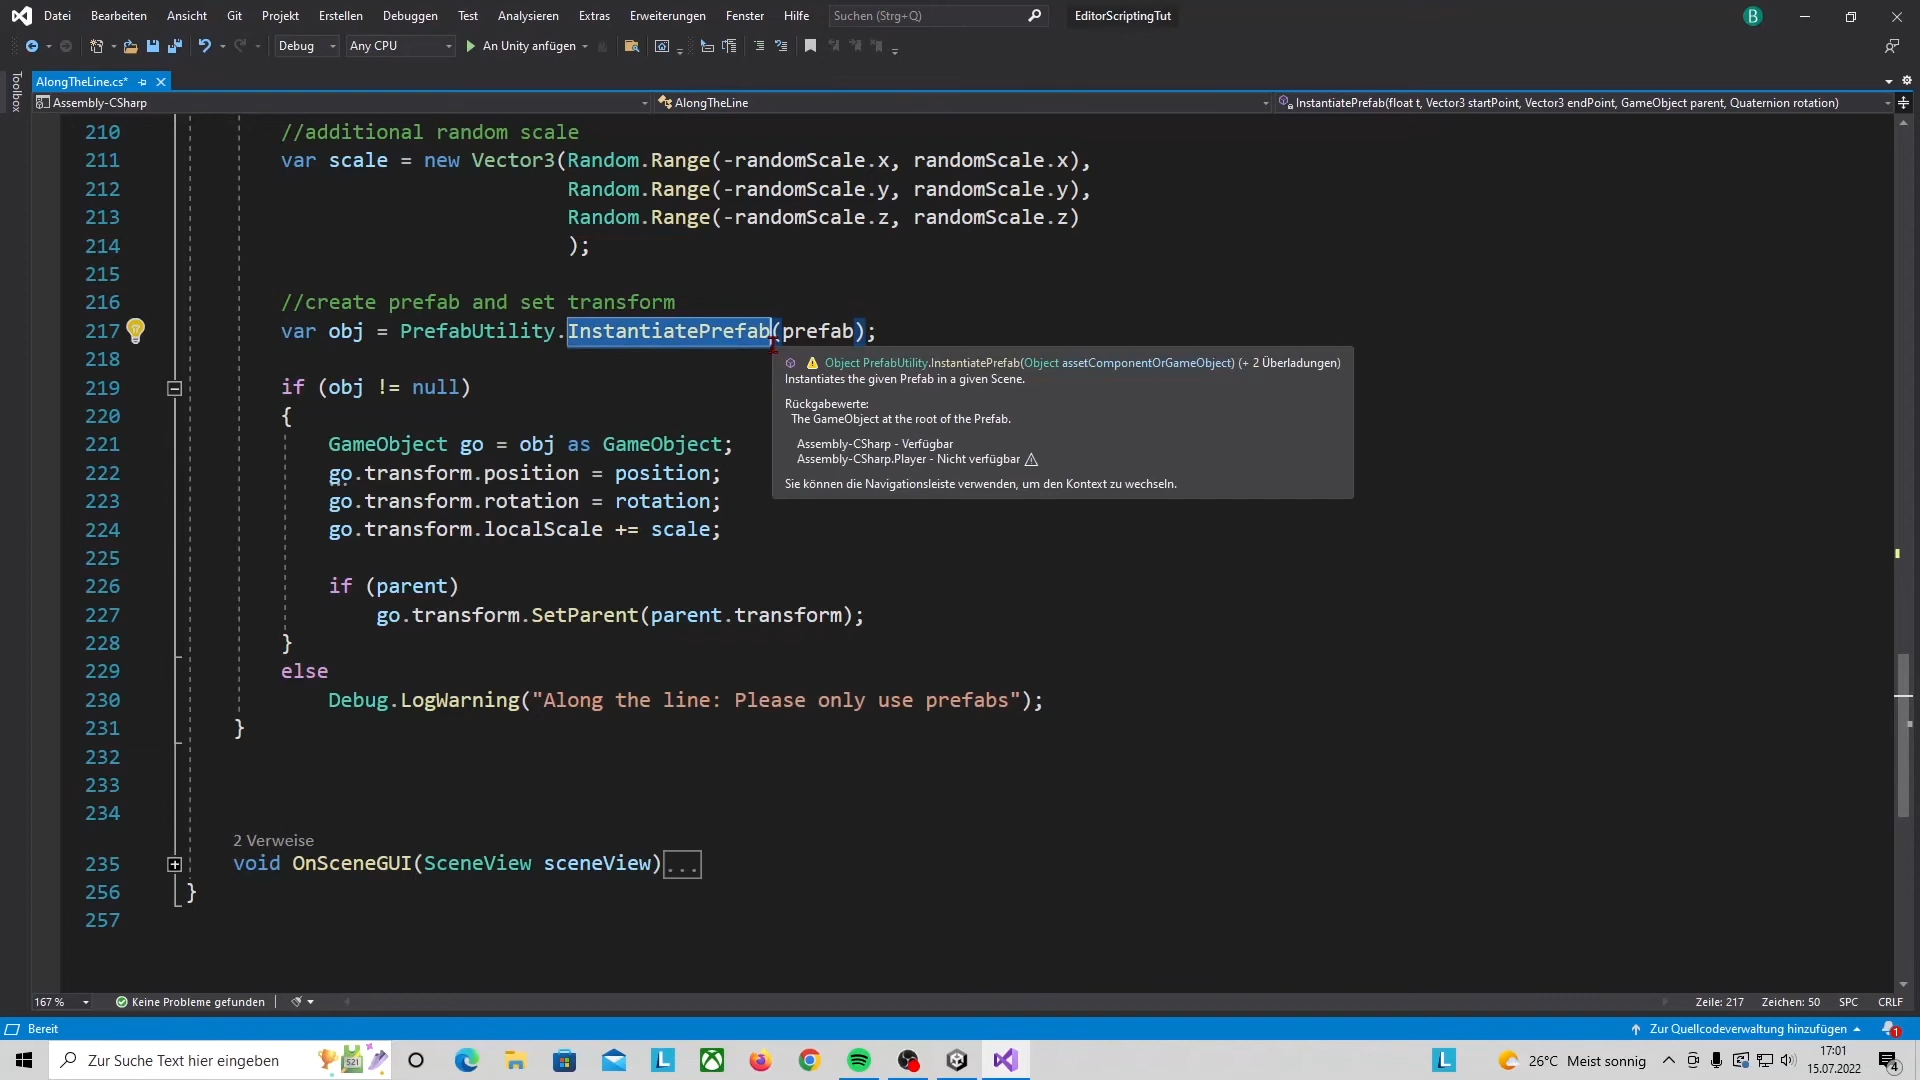 Datei Bearbeiten Ansicht Git Projekt Erstellen Debuggen Test Analysieren Extras Erweiterungen Fenster Hilfe Suchen (Strg+Q) EditorScriptingTut B
Debug Any CPU An Unity anfügen
Toolbox
AlongTheLine.cs*
Assembly-CSharp AlongTheLine InstantiatePrefab(float t, Vector3 startPoint, Vector3 endPoint, GameObject parent, Quaternion rotation)
210 //additional random scale
211 var scale = new Vector3(Random.Range(-randomScale.x, randomScale.x),
212 Random.Range(-randomScale.y, randomScale.y),
213 Random.Range(-randomScale.z, randomScale.z)
214 );
215
216 //create prefab and set transform
217 var obj = PrefabUtility.InstantiatePrefab(prefab);
218
Object PrefabUtility.InstantiatePrefab(Object assetComponentOrGameObject) (+ 2 Überladungen)
Instantiates the given Prefab in a given Scene.
Rückgabewerte:
The GameObject at the root of the Prefab.
Assembly-CSharp - Verfügbar
Assembly-CSharp.Player - Nicht verfügbar
Sie können die Navigationsleiste verwenden, um den Kontext zu wechseln.
219 if (obj != null)
220 {
221 GameObject go = obj as GameObject;
222 go.transform.position = position;
223 go.transform.rotation = rotation;
224 go.transform.localScale += scale;
225
226 if (parent)
227 go.transform.SetParent(parent.transform);
228 }
229 else
230 Debug.LogWarning("Along the line: Please only use prefabs");
231 }
232
233
234
2 Verweise
235 void OnSceneGUI(SceneView sceneView)...
256 }
257
167 % Keine Probleme gefunden Zeile: 217 Zeichen: 50 SPC CRLF
Bereit Zur Quellcodeverwaltung hinzufügen 1
Zur Suche Text hier eingeben L L 26°C Meist sonnig 17:01
15.07.2022 4